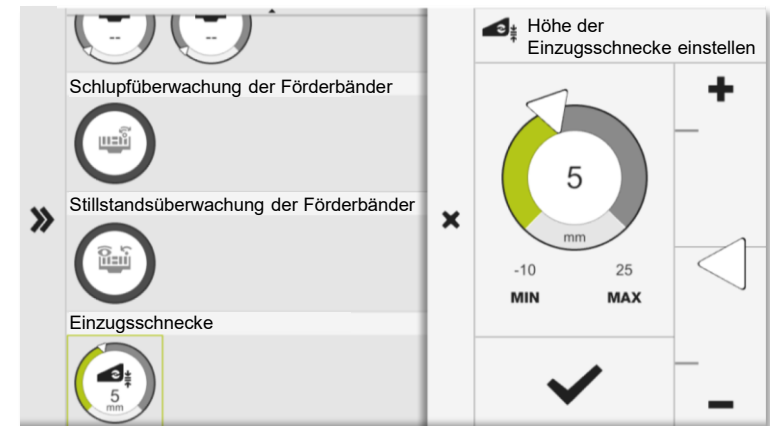 --
--
Schlupfüberwachung der Förderbänder
Stillstandsüberwachung der Förderbänder
Einzugsschnecke
5
mm
Höhe der
Einzugsschnecke einstellen
5
mm
-10 25
MIN MAX